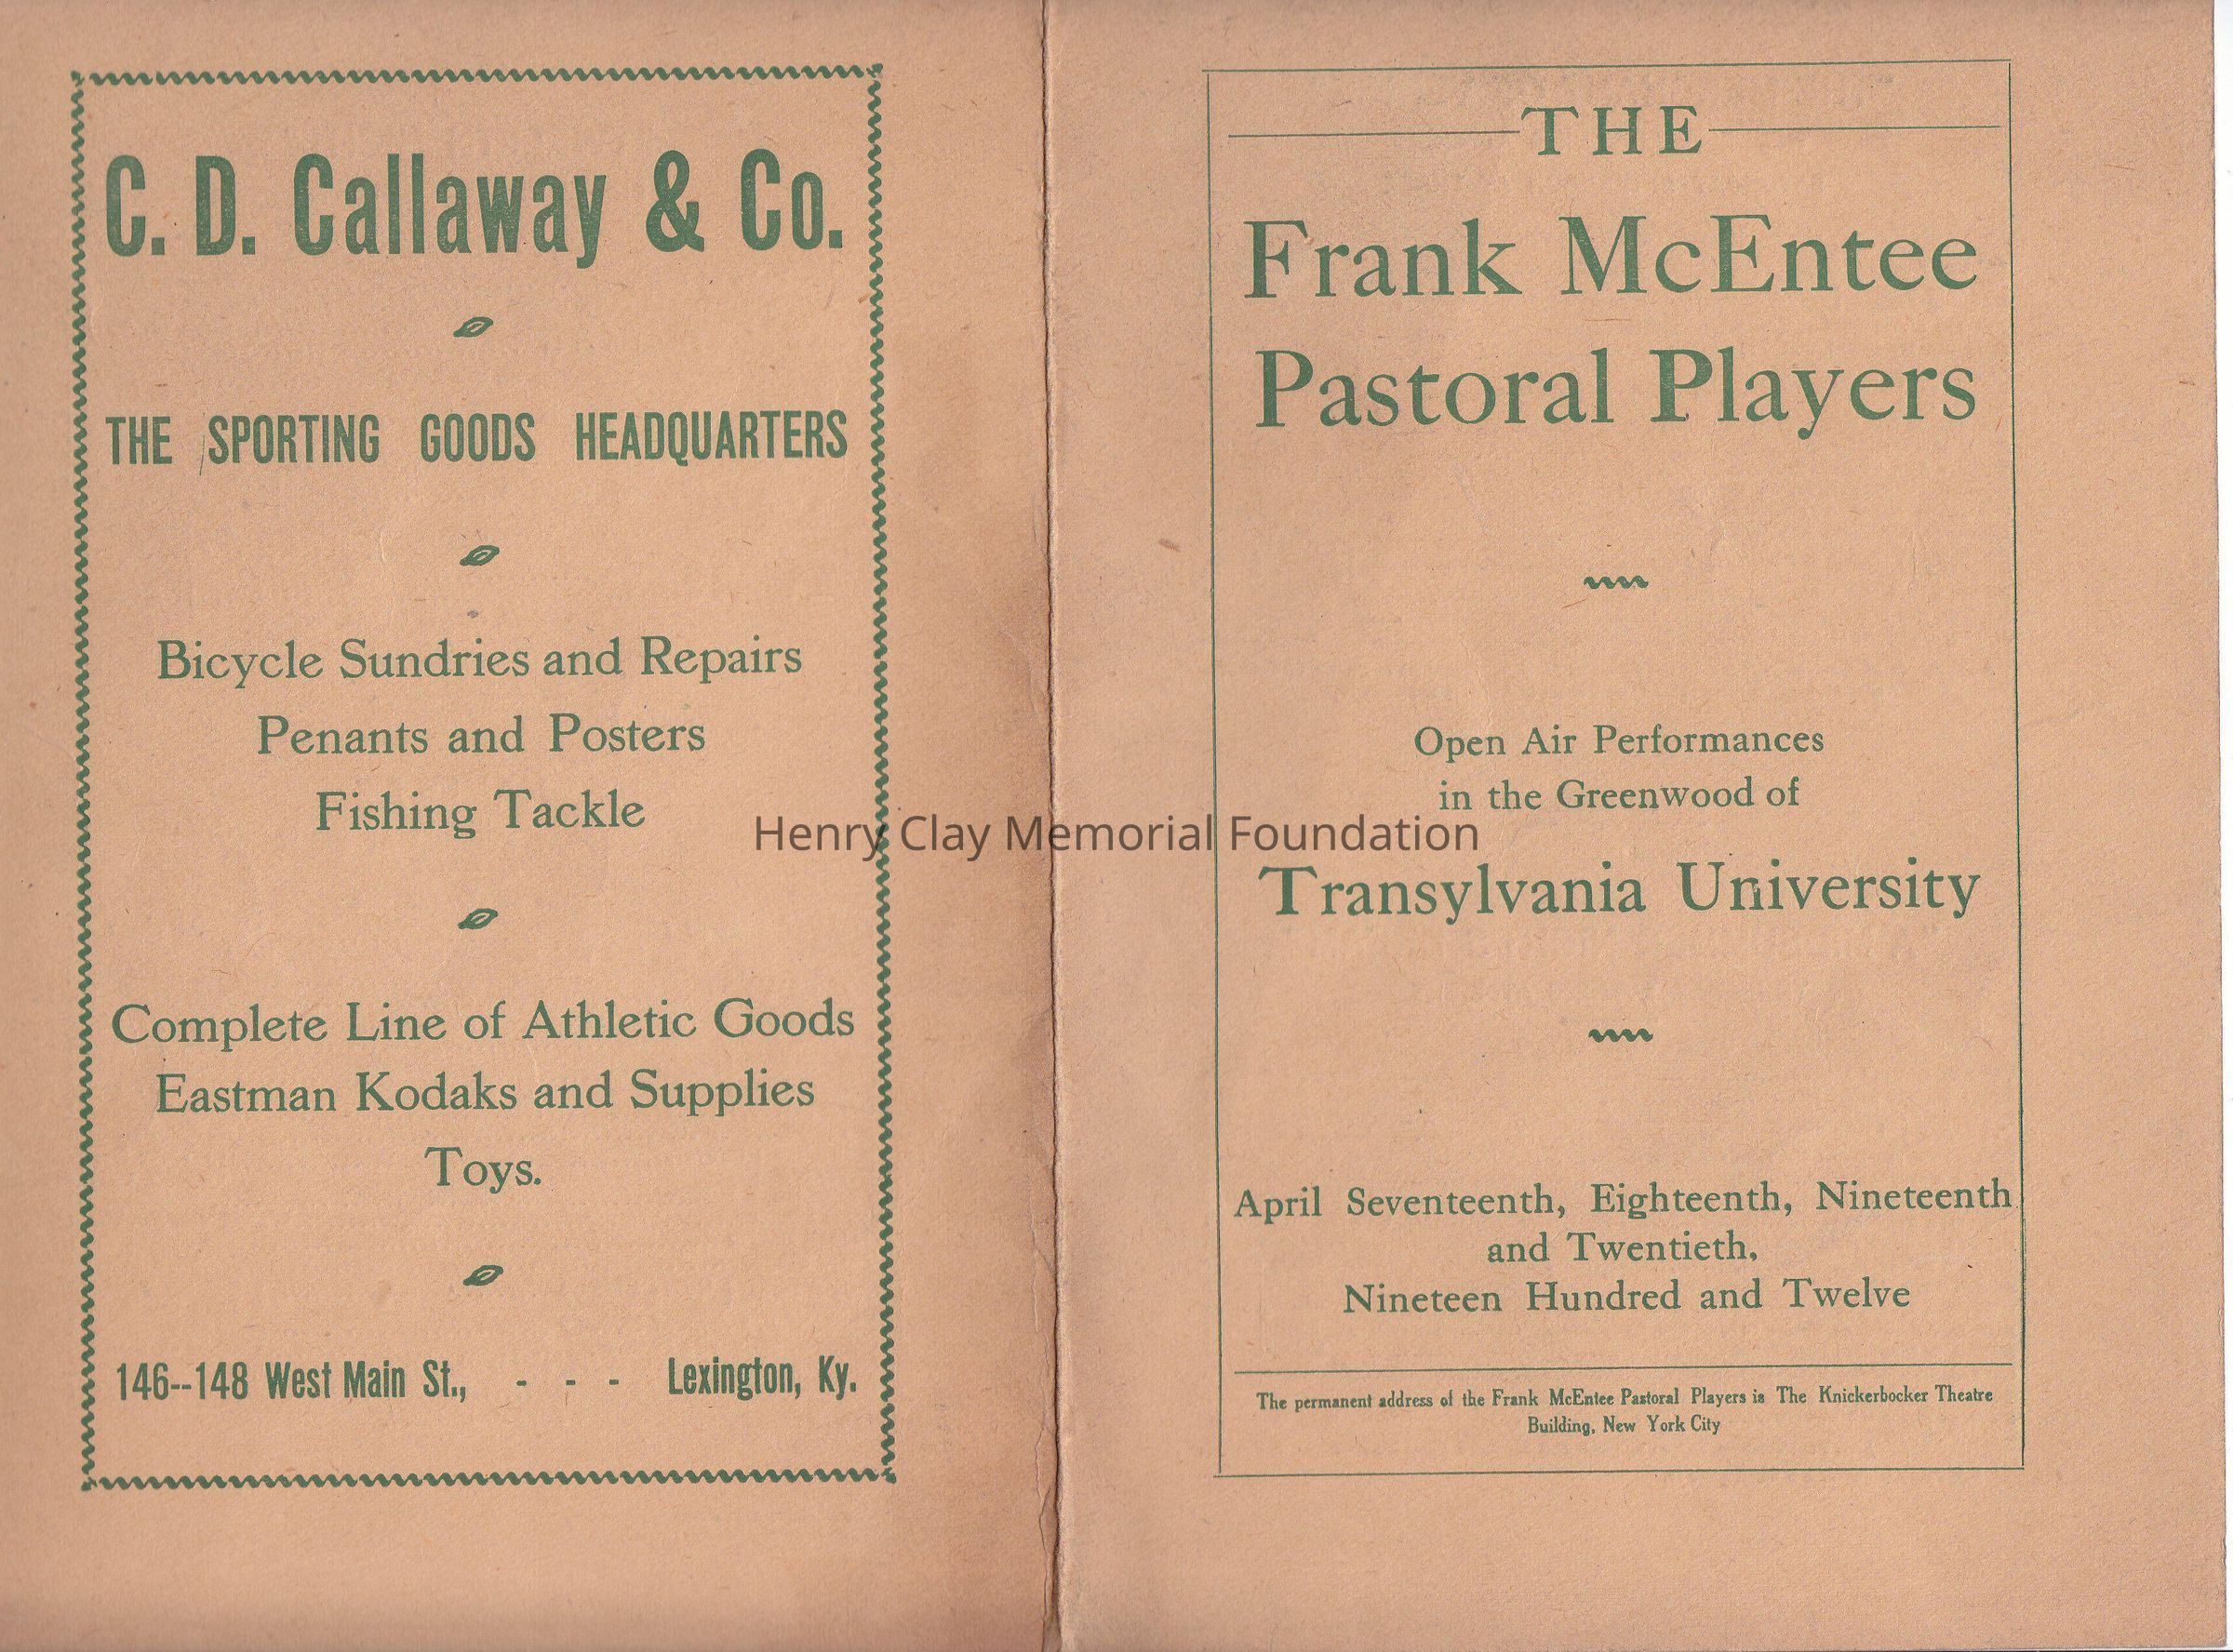 C. D. Callaway & Co.
THE SPORTING GOODS HEADQUARTERS
Bicycle Sundries and Repairs
Penants and Posters
Fishing Tackle
Complete Line of Athletic Goods
Eastman Kodaks and Supplies
Toys.
146--148 West Main St., - - - Lexington, Ky.
THE
Frank McEntee
Pastoral Players
Open Air Performances
in the Greenwood of
Transylvania University
April Seventeenth, Eighteenth, Nineteenth
and Twentieth,
Nineteen Hundred and Twelve
The permanent address of the Frank McEntee Pastoral Players is The Knickerbocker Theatre
Building, New York City
Henry Clay Memorial Foundation